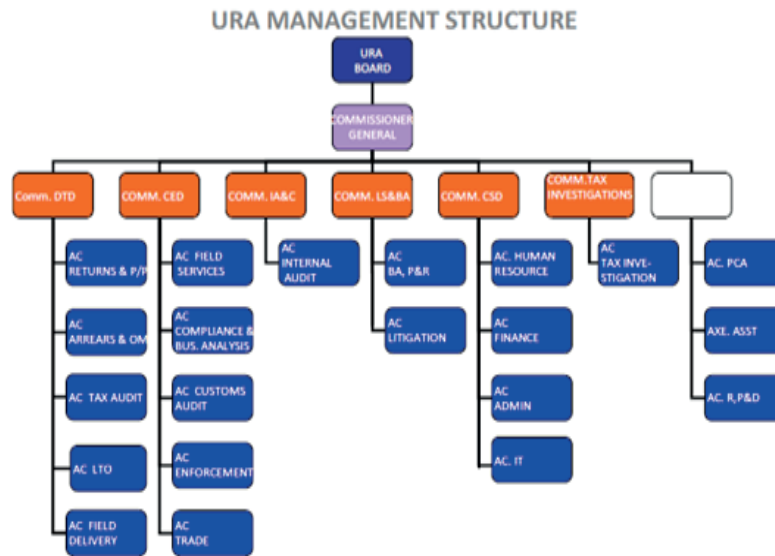 URA MANAGEMENT STRUCTURE
URA
BOARD
COMMISSIONER
GENERAL
Comm. DTD
COMM. CED
COMM. IA&C
COMM. LS&BA
COMM. CSD
COMM.TAX
INVESTIGATIONS
AC
RETURNS & P/P
AC
ARREARS & OM
AC TAX AUDIT
AC LTO
AC FIELD
DELIVERY
AC FIELD
SERVICES
AC
COMPLIANCE &
BUS. ANALYSIS
AC CUSTOMS
AUDIT
AC
ENFORCEMENT
AC
TRADE
AC
INTERNAL
AUDIT
AC
BA, P&R
AC
LITIGATION
AC. HUMAN
RESOURCE
AC
FINANCE
AC
ADMIN
AC. IT
AC
TAX INVE-
STIGATION
AC. PCA
AXE. ASST
AC. R,P&D